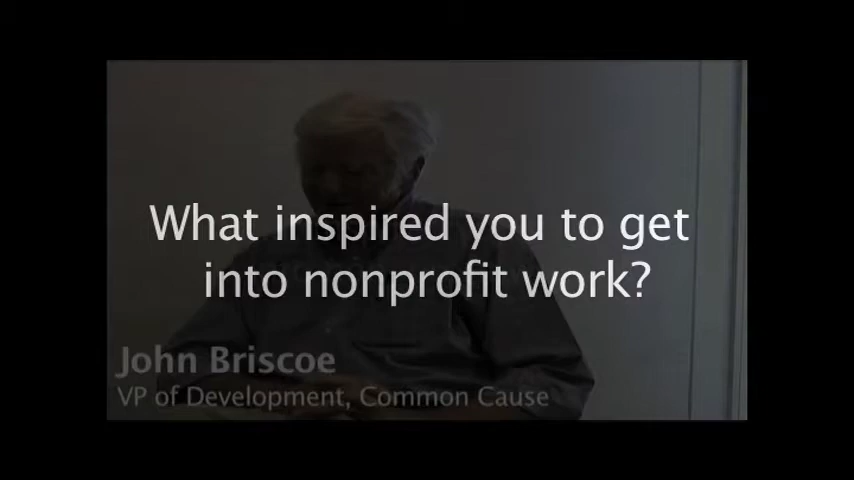 What inspired you to get
into nonprofit work?
John Briscoe
VP of Development, Common Cause